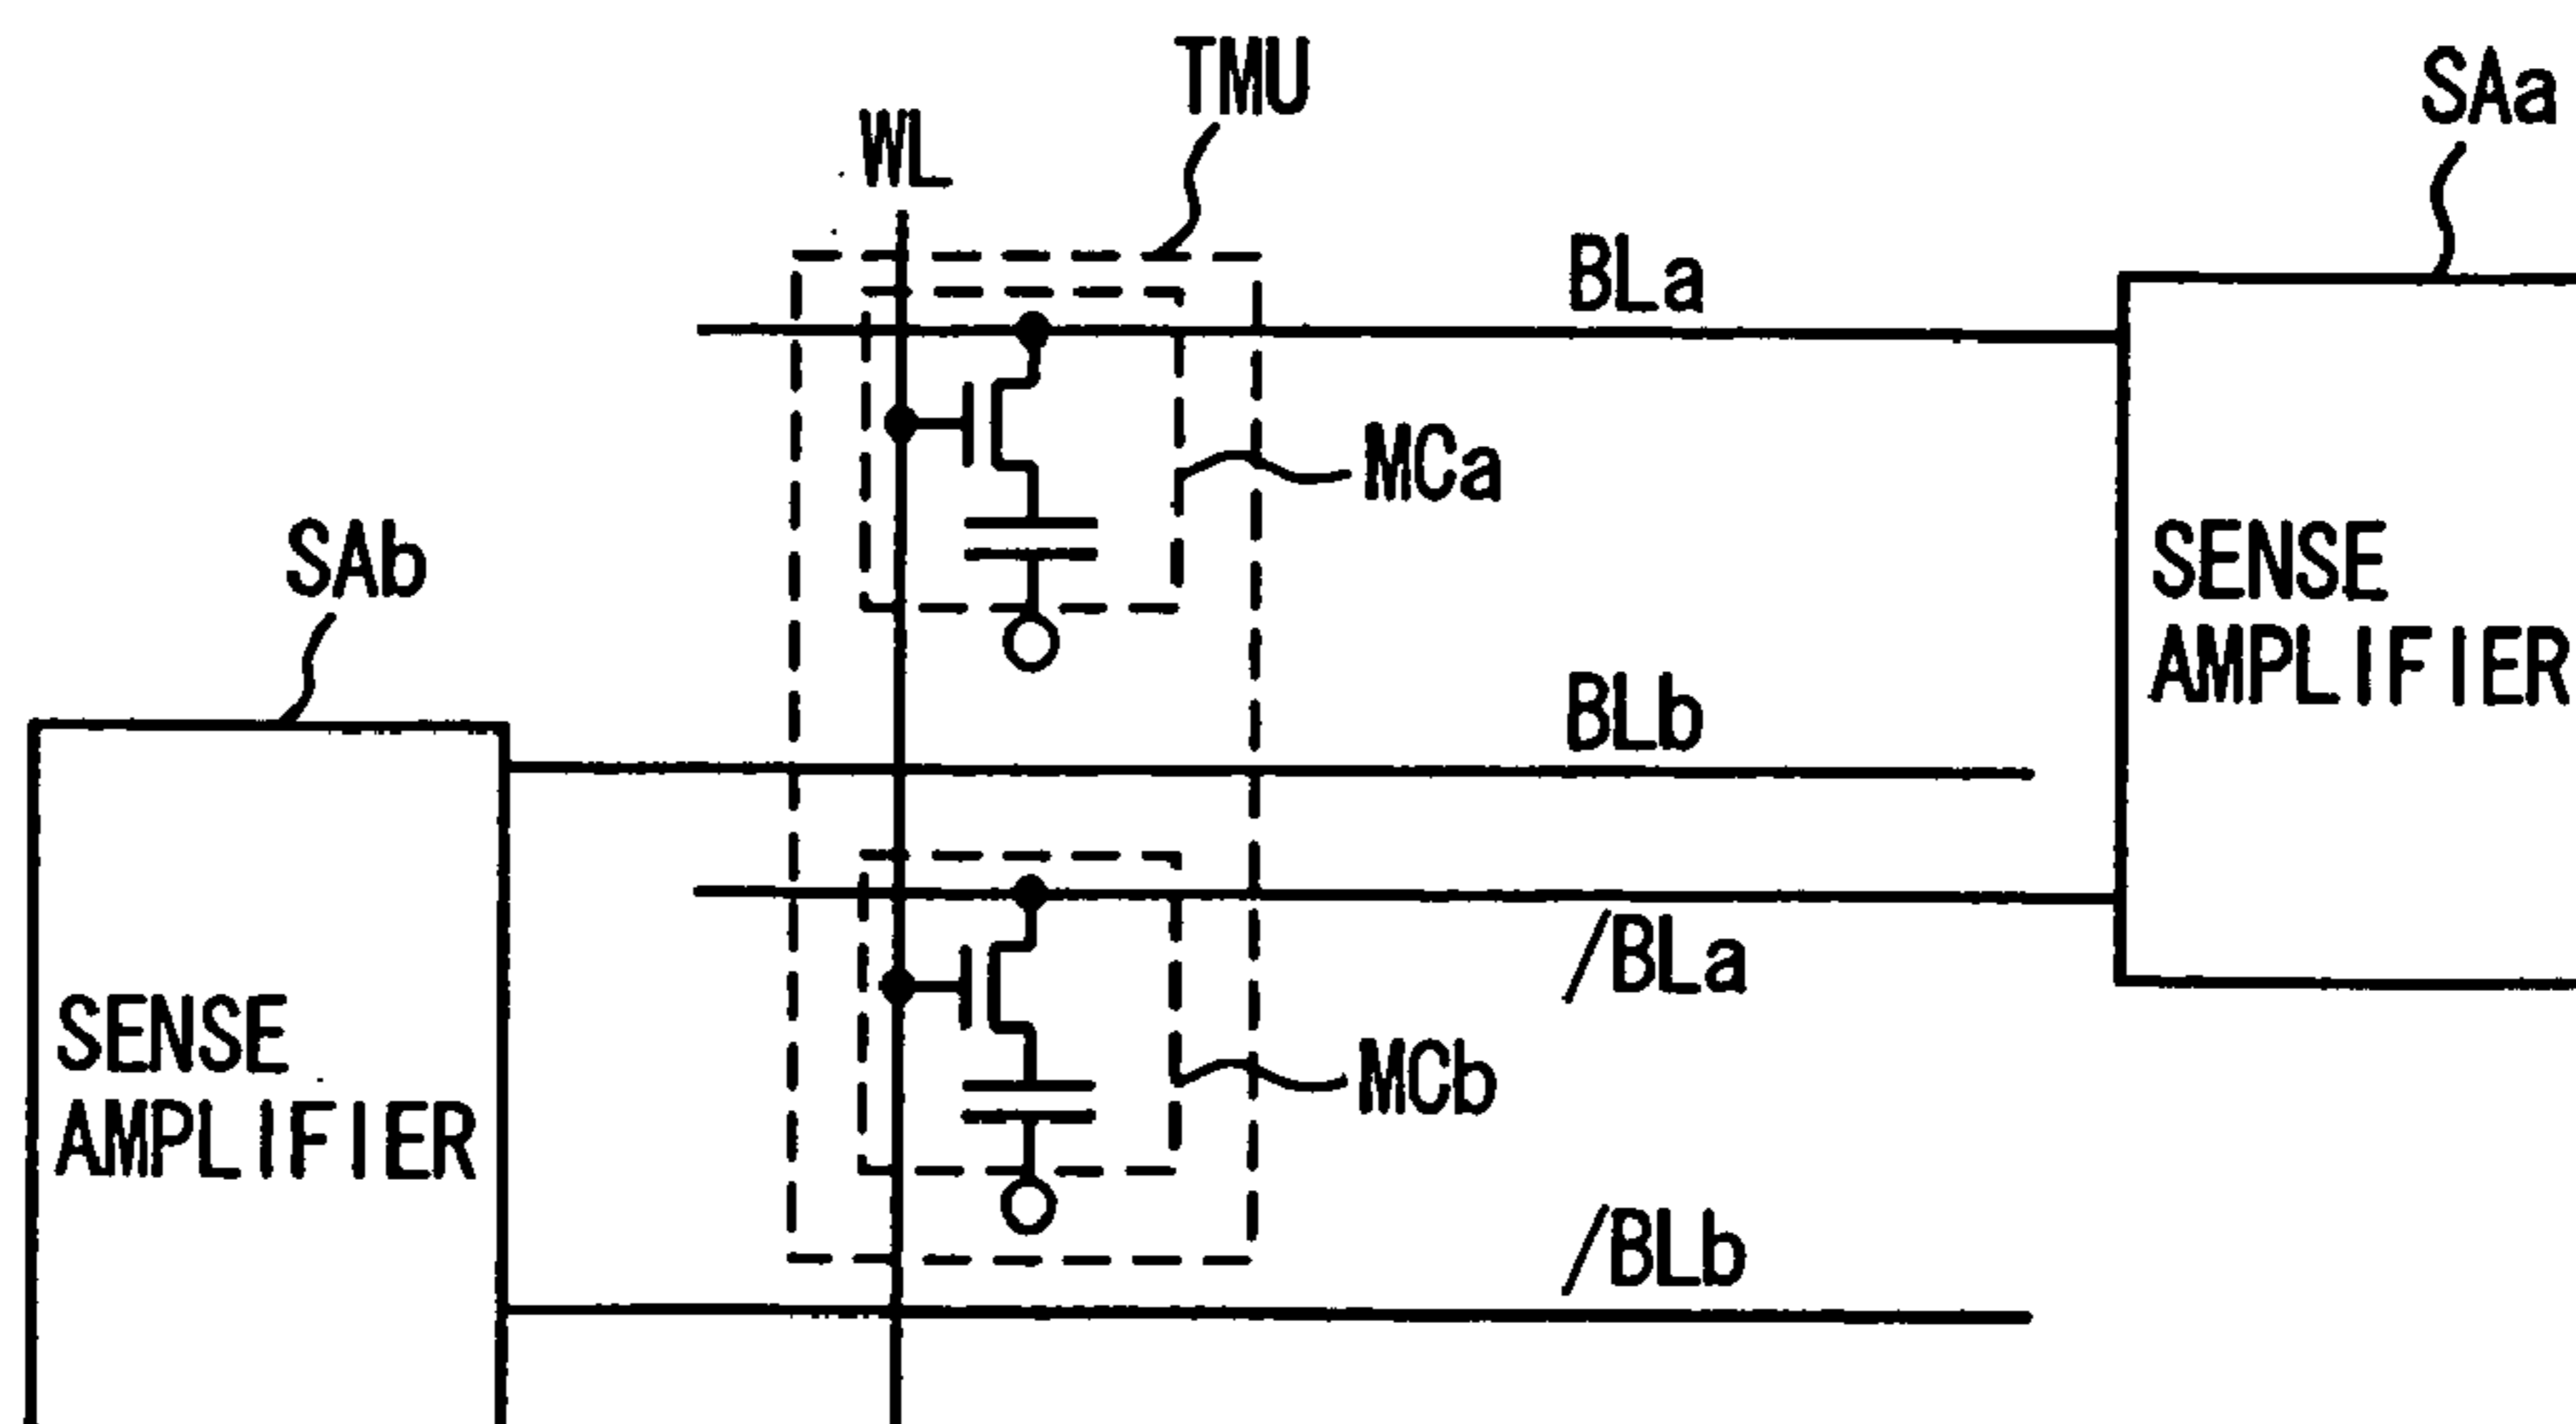 TMU
SAa
WL
BLa
MCa
SAb
SENSE
AMPLIFIER
BLb
/BLa
SENSE
AMPLIFIER
MCb
/BLb